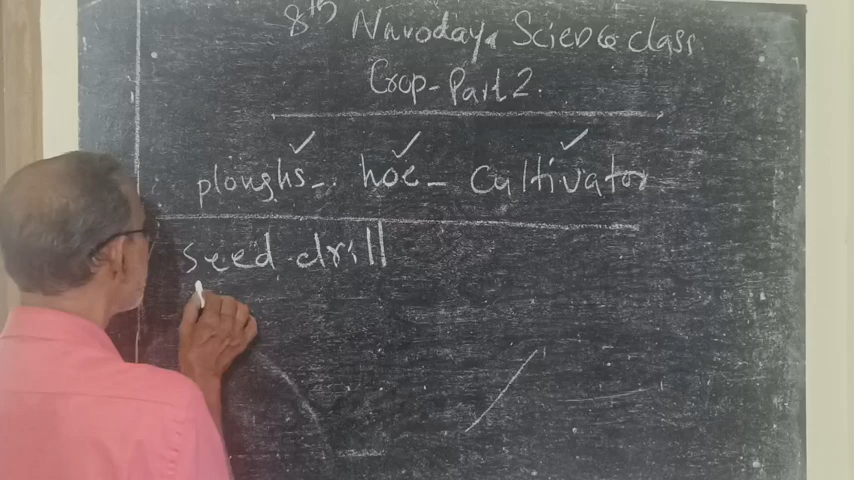 8th Navodaya Science class
Crop-Part 2.
ploughs - hoe - Cultivator
seed drill